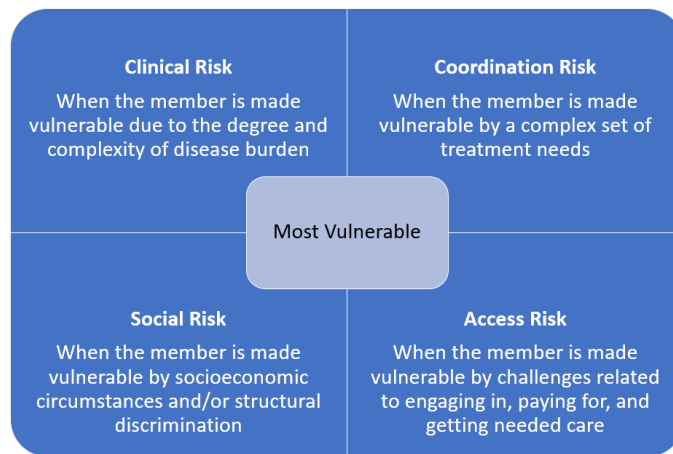 Clinical Risk
When the member is made
vulnerable due to the degree and
complexity of disease burden
Coordination Risk
When the member is made
vulnerable by a complex set of
treatment needs
Most Vulnerable
Social Risk
When the member is made
vulnerable by socioeconomic
circumstances and/or structural
discrimination
Access Risk
When the member is made
vulnerable by challenges related
to engaging in, paying for, and
getting needed care